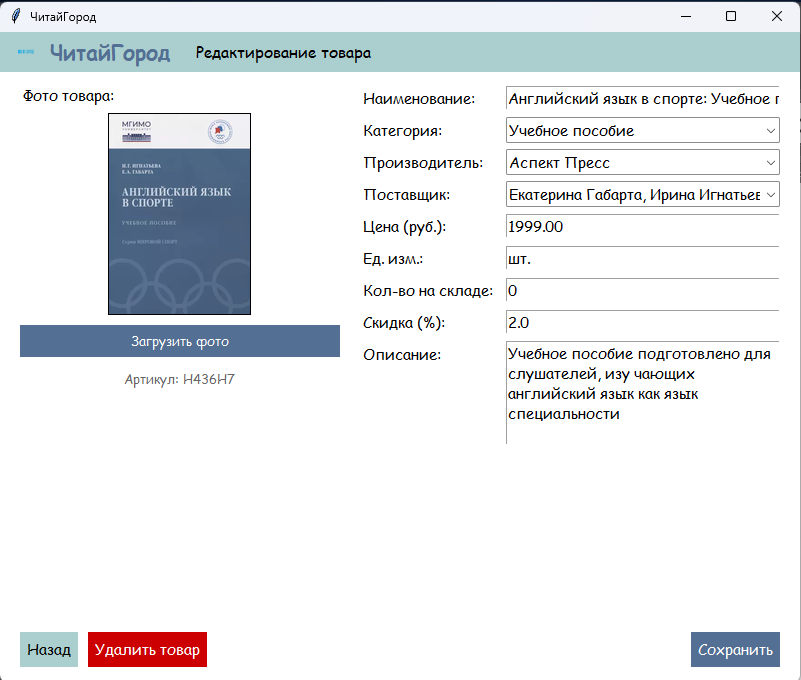 ЧитайГород
ЧитайГород
Редактирование товара
Фото товара:
МГИМО
УНИВЕРСИТЕТ
И.Г. ИГНАТЬЕВА
Е.А. ГАБАРТА
АНГЛИЙСКИЙ ЯЗЫК
В СПОРТЕ
УЧЕБНОЕ ПОСОБИЕ
Серия МИРОВОЙ СПОРТ
Загрузить фото
Артикул: H436H7
Наименование: Английский язык в спорте: Учебное п
Категория: Учебное пособие
Производитель: Аспект Пресс
Поставщик: Екатерина Габарта, Ирина Игнатьев
Цена (руб.): 1999.00
Ед. изм.: шт.
Кол-во на складе: 0
Скидка (%): 2.0
Описание: Учебное пособие подготовлено для
слушателей, изу чающих
английский язык как язык
специальности
Назад
Удалить товар
Сохранить